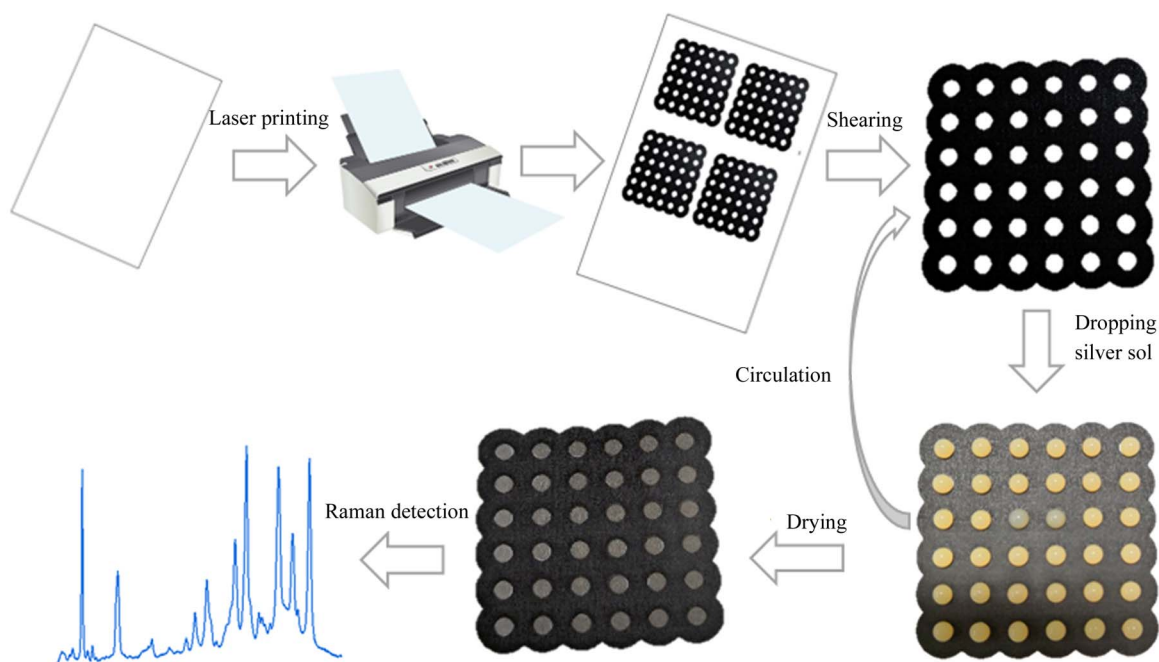 Laser printing
Shearing
Dropping
silver sol
Circulation
Drying
Raman detection